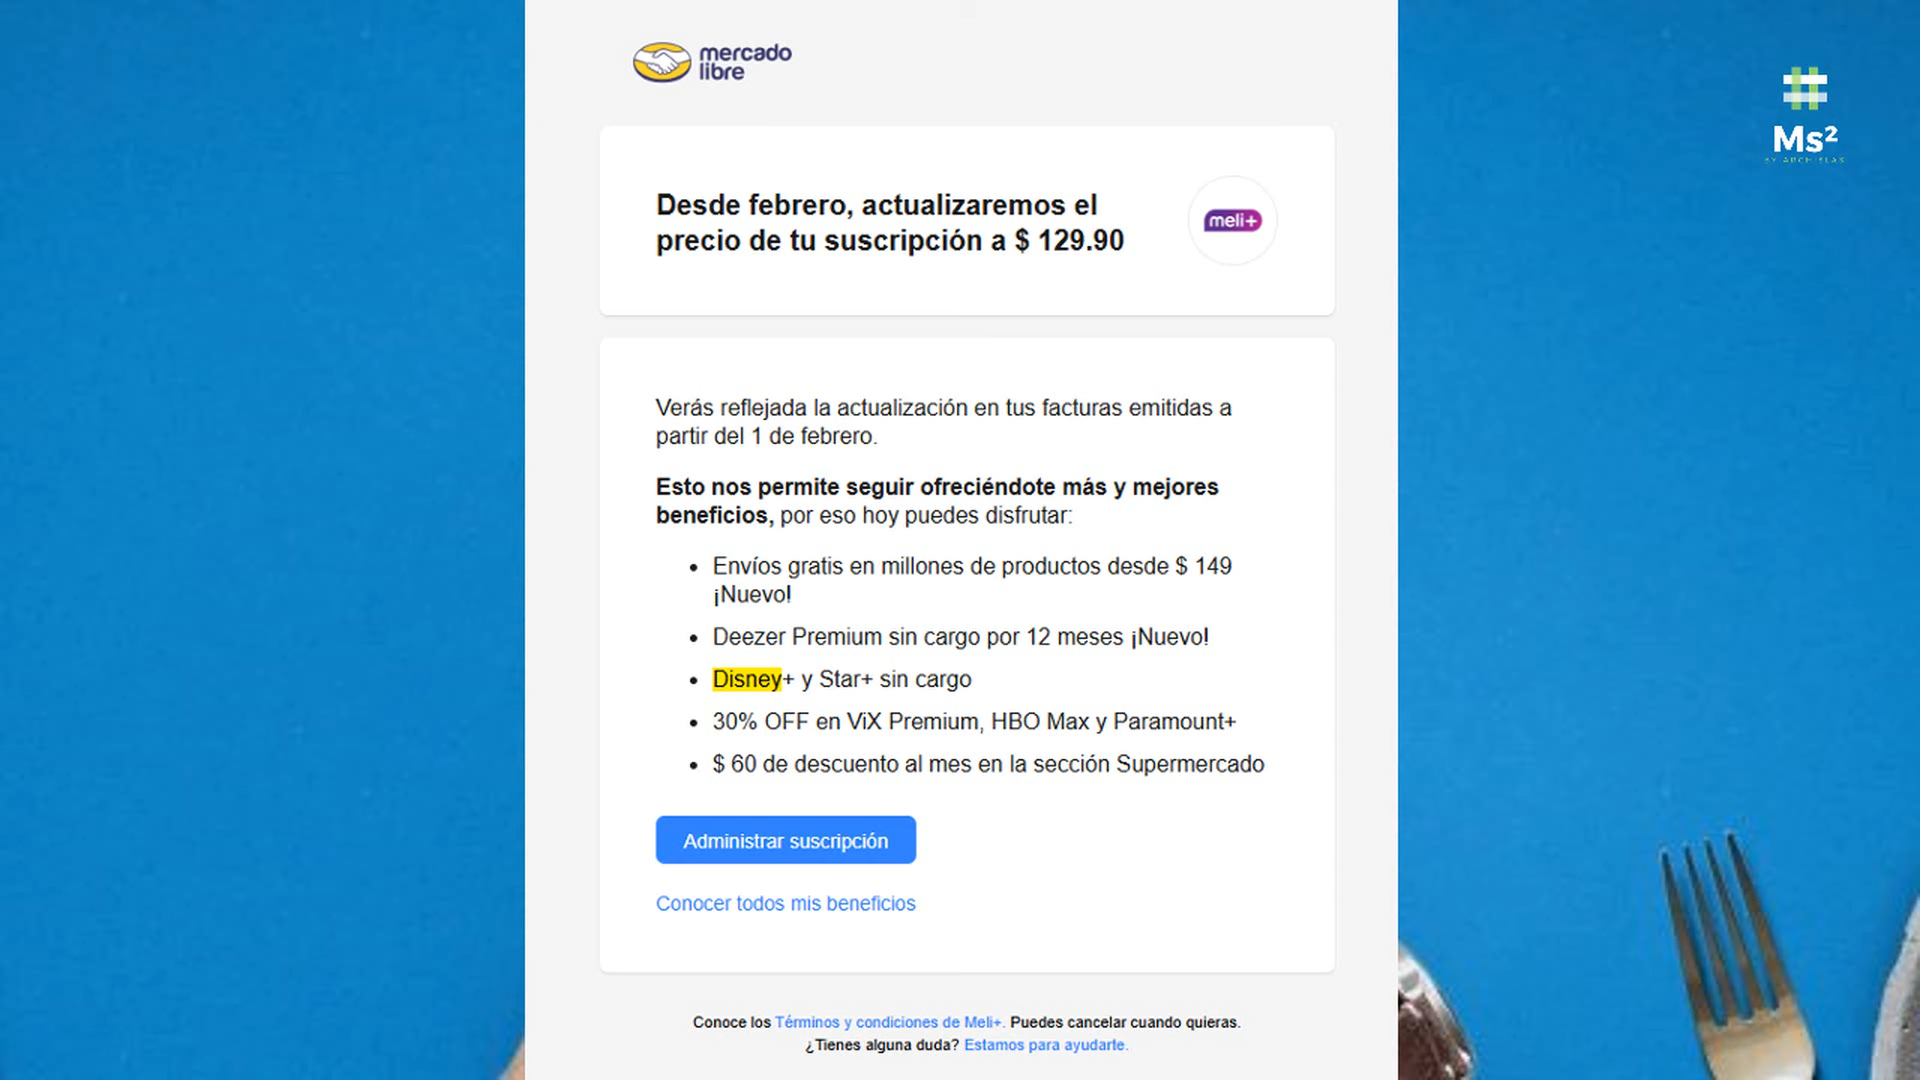 mercado
libre
Ms²
BY ARCHISLAS
Desde febrero, actualizaremos el
precio de tu suscripción a $ 129.90
meli+
Verás reflejada la actualización en tus facturas emitidas a
partir del 1 de febrero.
Esto nos permite seguir ofreciéndote más y mejores
beneficios, por eso hoy puedes disfrutar:
• Envíos gratis en millones de productos desde $ 149
¡Nuevo!
• Deezer Premium sin cargo por 12 meses ¡Nuevo!
• Disney+ y Star+ sin cargo
• 30% OFF en ViX Premium, HBO Max y Paramount+
• $ 60 de descuento al mes en la sección Supermercado
Administrar suscripción
Conocer todos mis beneficios
Conoce los Términos y condiciones de Meli+. Puedes cancelar cuando quieras.
¿Tienes alguna duda? Estamos para ayudarte.